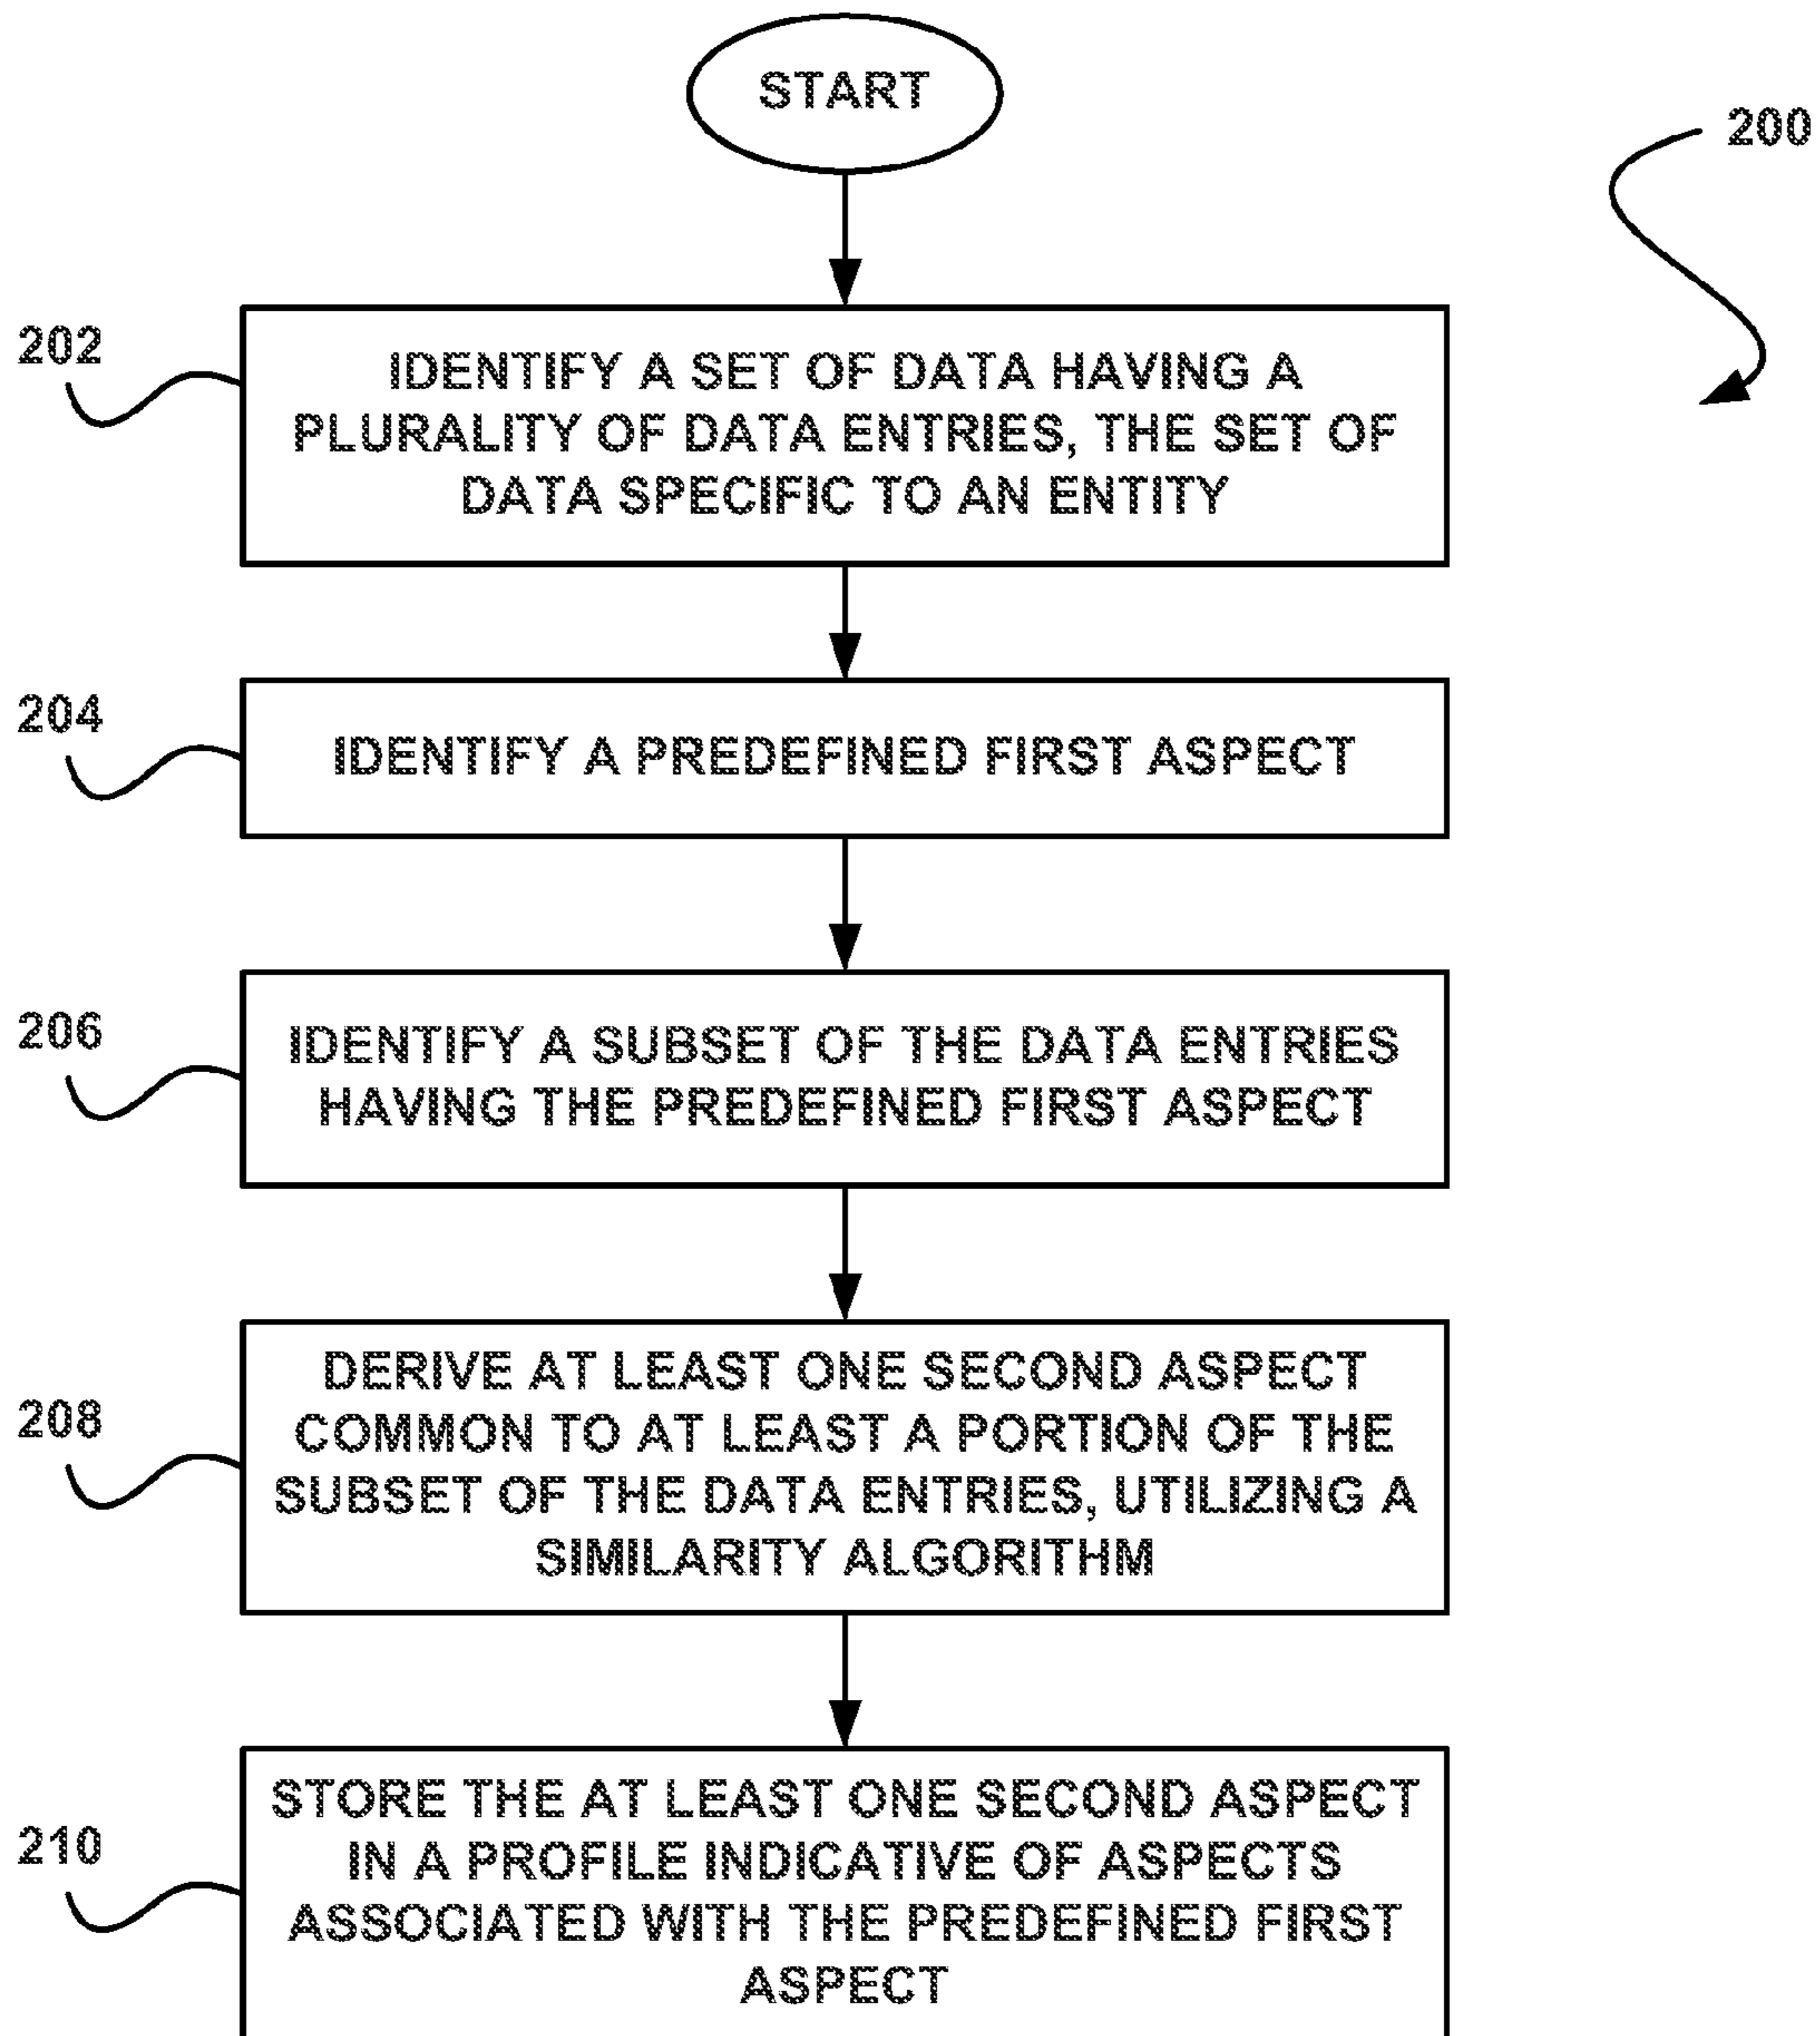 START
200
202
IDENTIFY A SET OF DATA HAVING A
PLURALITY OF DATA ENTRIES, THE SET OF
DATA SPECIFIC TO AN ENTITY
204
IDENTIFY A PREDEFINED FIRST ASPECT
206
IDENTIFY A SUBSET OF THE DATA ENTRIES
HAVING THE PREDEFINED FIRST ASPECT
208
DERIVE AT LEAST ONE SECOND ASPECT
COMMON TO AT LEAST A PORTION OF THE
SUBSET OF THE DATA ENTRIES, UTILIZING A
SIMILARITY ALGORITHM
210
STORE THE AT LEAST ONE SECOND ASPECT
IN A PROFILE INDICATIVE OF ASPECTS
ASSOCIATED WITH THE PREDEFINED FIRST
ASPECT